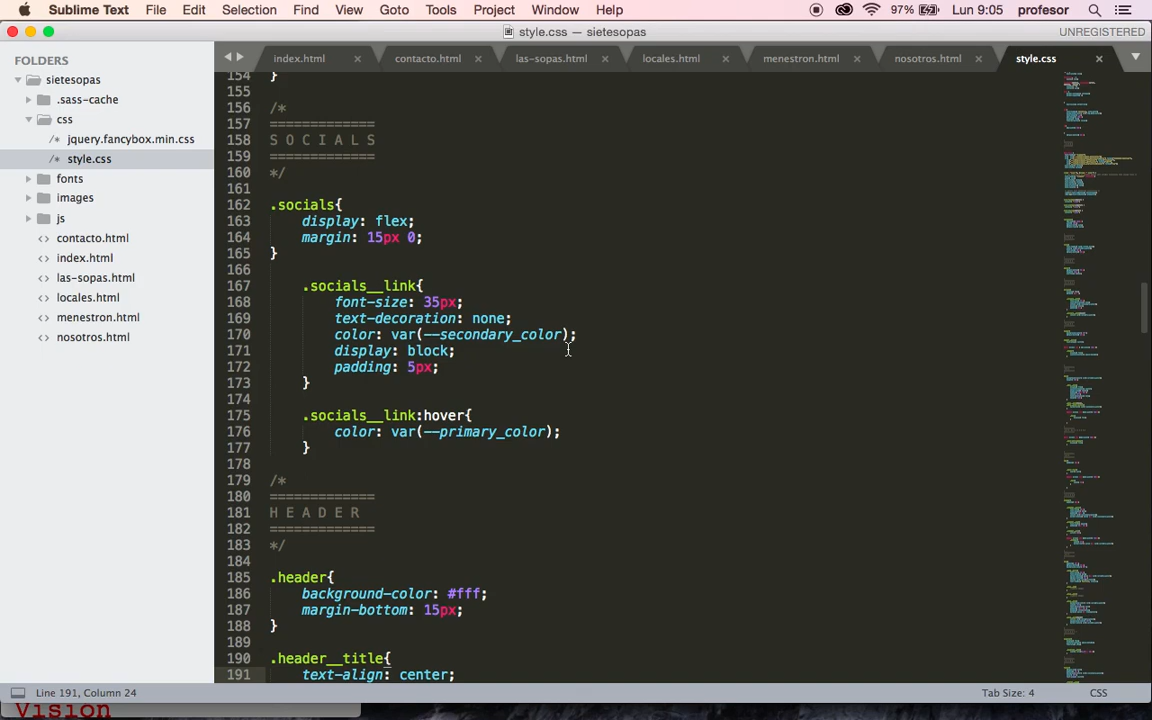 Sublime Text File Edit Selection Find View Goto Tools Project Window Help 97% Lun 9:05 profesor
style.css — sietesopas UNREGISTERED
FOLDERS
sietesopas
.sass-cache
css
/* jquery.fancybox.min.css
/* style.css
fonts
images
js
<> contacto.html
<> index.html
<> las-sopas.html
<> locales.html
<> menestron.html
<> nosotros.html
index.html contacto.html las-sopas.html locales.html menestron.html nosotros.html style.css
154 }
155
156 /*
157 =============
158 S O C I A L S
159 =============
160 */
161
162 .socials{
163 display: flex;
164 margin: 15px 0;
165 }
166
167 .socials__link{
168 font-size: 35px;
169 text-decoration: none;
170 color: var(--secondary_color);
171 display: block;
172 padding: 5px;
173 }
174
175 .socials__link:hover{
176 color: var(--primary_color);
177 }
178
179 /*
180 =============
181 H E A D E R
182 =============
183 */
184
185 .header{
186 background-color: #fff;
187 margin-bottom: 15px;
188 }
189
190 .header__title{
191 text-align: center;
Line 191, Column 24 Tab Size: 4 CSS
Vision